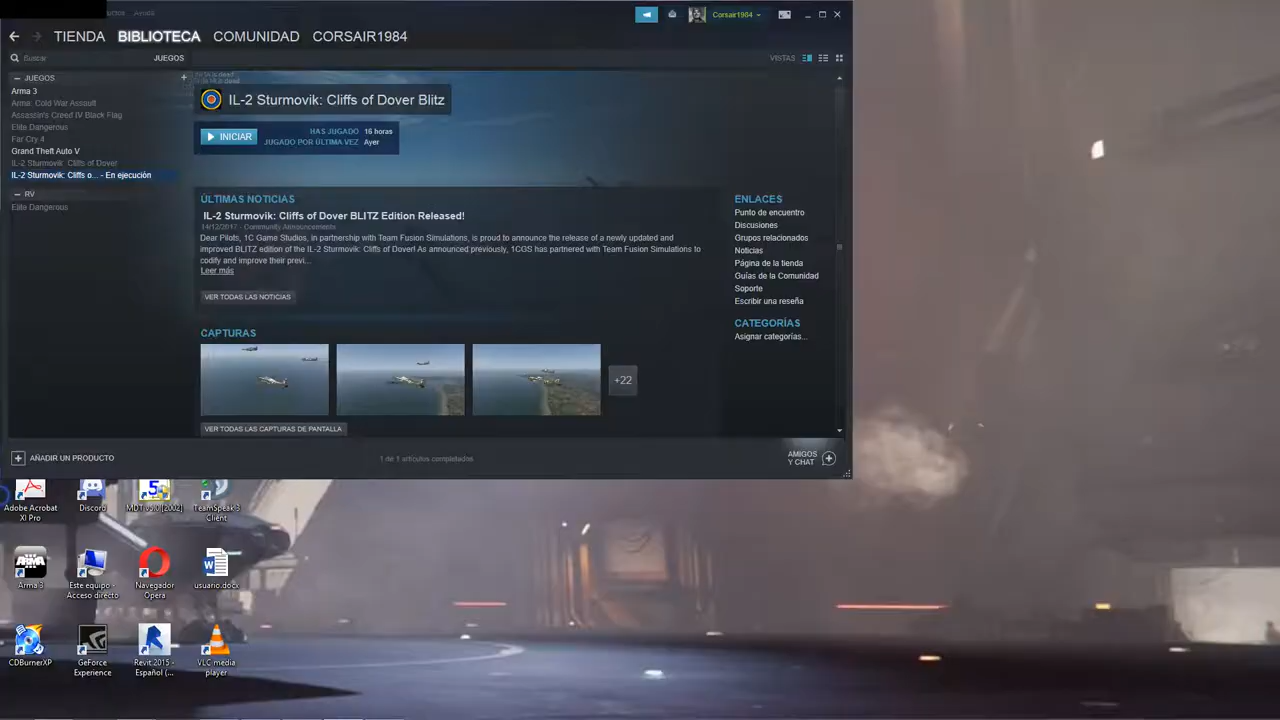 Ayuda
Corsair1984
TIENDA BIBLIOTECA COMUNIDAD CORSAIR1984
Buscar JUEGOS VISTAS
JUEGOS +
Arma 3
Arma: Cold War Assault
Assassin's Creed IV Black Flag
Elite Dangerous
Far Cry 4
Grand Theft Auto V
IL-2 Sturmovik: Cliffs of Dover
IL-2 Sturmovik: Cliffs o... - En ejecución
RV
Elite Dangerous
IL-2 Sturmovik: Cliffs of Dover Blitz
INICIAR
HAS JUGADO 16 horas
JUGADO POR ÚLTIMA VEZ Ayer
ÚLTIMAS NOTICIAS
IL-2 Sturmovik: Cliffs of Dover BLITZ Edition Released!
14/12/2017 - Community Announcements
Dear Pilots, 1C Game Studios, in partnership with Team Fusion Simulations, is proud to announce the release of a newly updated and
improved BLITZ edition of the IL-2 Sturmovik: Cliffs of Dover! As announced previously, 1CGS has partnered with Team Fusion Simulations to
codify and improve their previ...
Leer más
VER TODAS LAS NOTICIAS
CAPTURAS
+22
VER TODAS LAS CAPTURAS DE PANTALLA
ENLACES
Punto de encuentro
Discusiones
Grupos relacionados
Noticias
Página de la tienda
Guías de la Comunidad
Soporte
Escribir una reseña
CATEGORÍAS
Asignar categorías...
+ AÑADIR UN PRODUCTO
1 de 1 artículos completados
AMIGOS
Y CHAT
Adobe Acrobat
XI Pro
Discord
MDT v5.0 [2002]
TeamSpeak 3
Client
Arma 3
Este equipo -
Acceso directo
Navegador
Opera
usuario.docx
CDBurnerXP
GeForce
Experience
Revit 2015 -
Español (...
VLC media
player